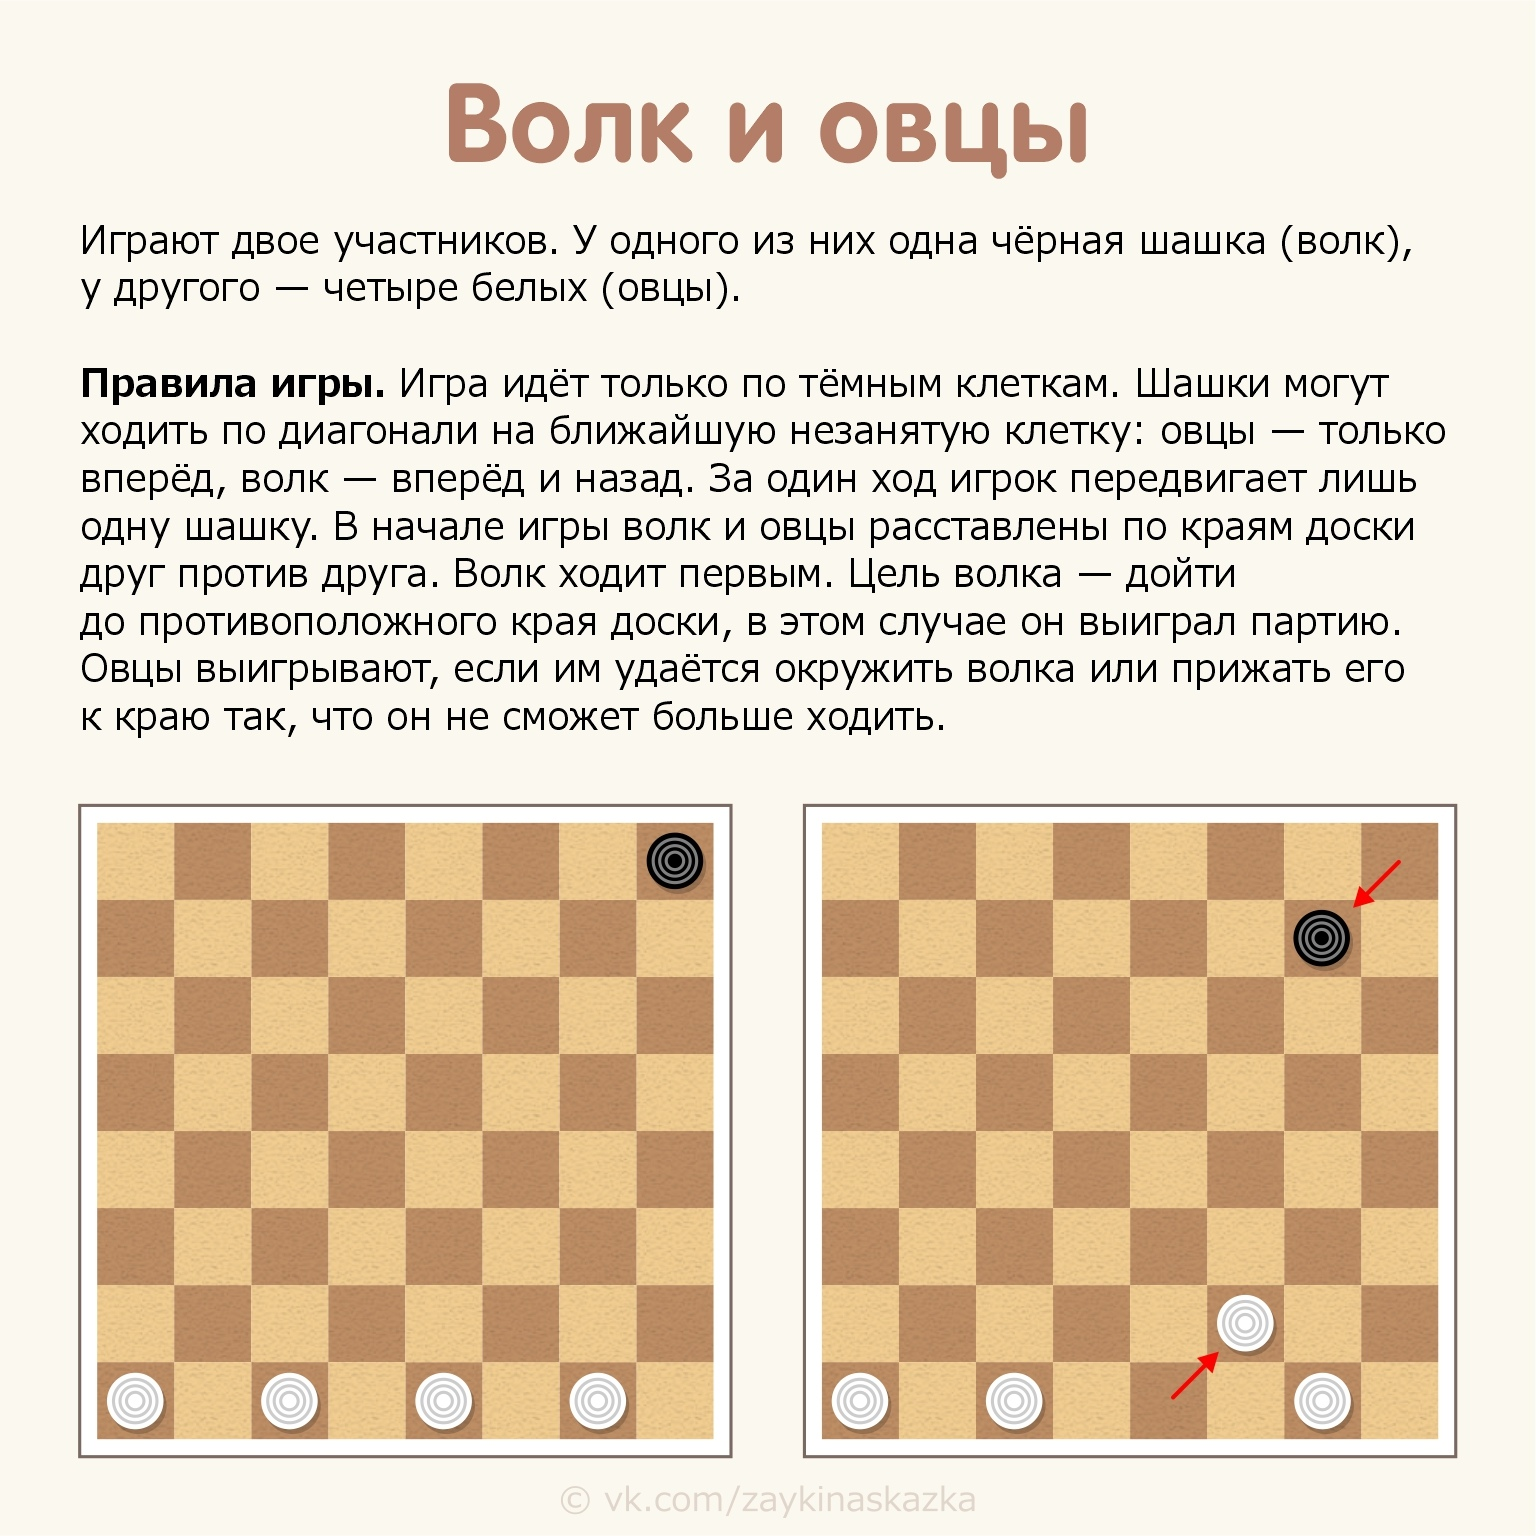 Волк и овцы
Играют двое участников. У одного из них одна чёрная шашка (волк),
у другого — четыре белых (овцы).
Правила игры. Игра идёт только по тёмным клеткам. Шашки могут
ходить по диагонали на ближайшую незанятую клетку: овцы — только
вперёд, волк — вперёд и назад. За один ход игрок передвигает лишь
одну шашку. В начале игры волк и овцы расставлены по краям доски
друг против друга. Волк ходит первым. Цель волка — дойти
до противоположного края доски, в этом случае он выиграл партию.
Овцы выигрывают, если им удаётся окружить волка или прижать его
к краю так, что он не сможет больше ходить.
© vk.com/zaykinaskazka